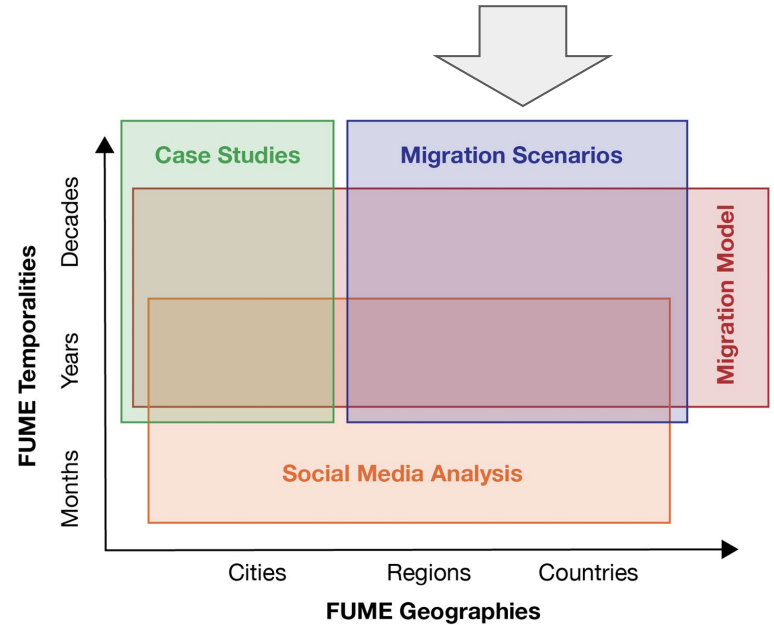 Case Studies
Migration Scenarios
Migration Model
Social Media Analysis
FUME Temporalities
Decades
Years
Months
Cities
Regions
Countries
FUME Geographies